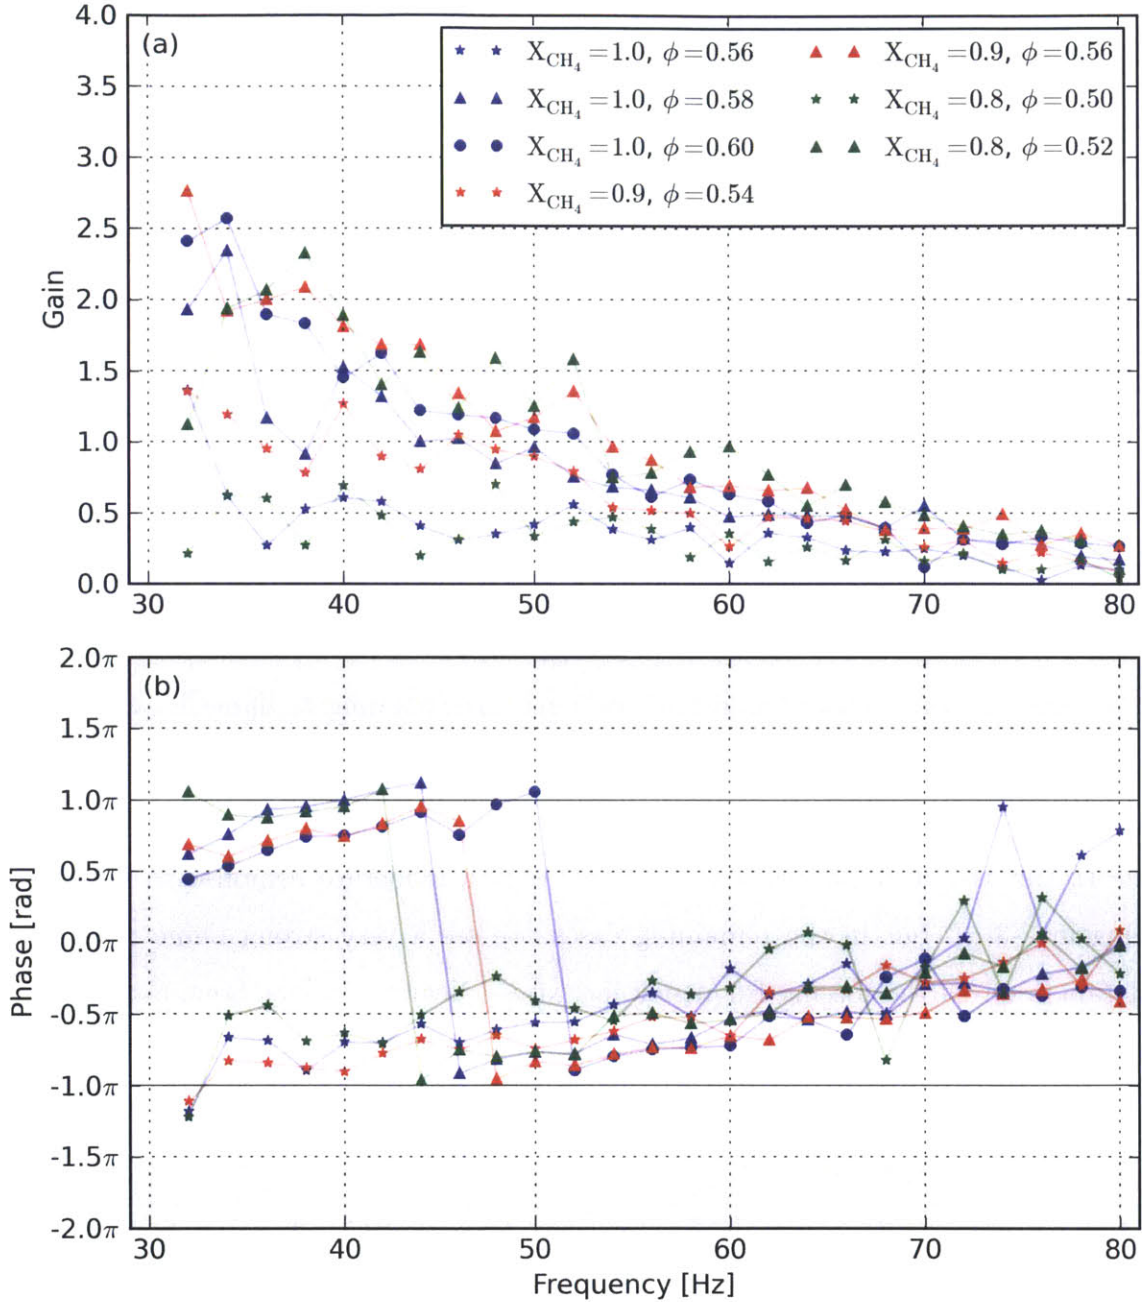 4.0
(a)
3.5
3.0
2.5
2.0
1.5
1.0
0.5
0.0
Gain
X_CH₄ =1.0, ϕ=0.56
X_CH₄ =1.0, ϕ=0.58
X_CH₄ =1.0, ϕ=0.60
X_CH₄ =0.9, ϕ=0.54
X_CH₄ =0.9, ϕ=0.56
X_CH₄ =0.8, ϕ=0.50
X_CH₄ =0.8, ϕ=0.52
30 40 50 60 70 80
2.0π
(b)
1.5π
1.0π
0.5π
0.0π
-0.5π
-1.0π
-1.5π
-2.0π
Phase [rad]
30 40 50 60 70 80
Frequency [Hz]